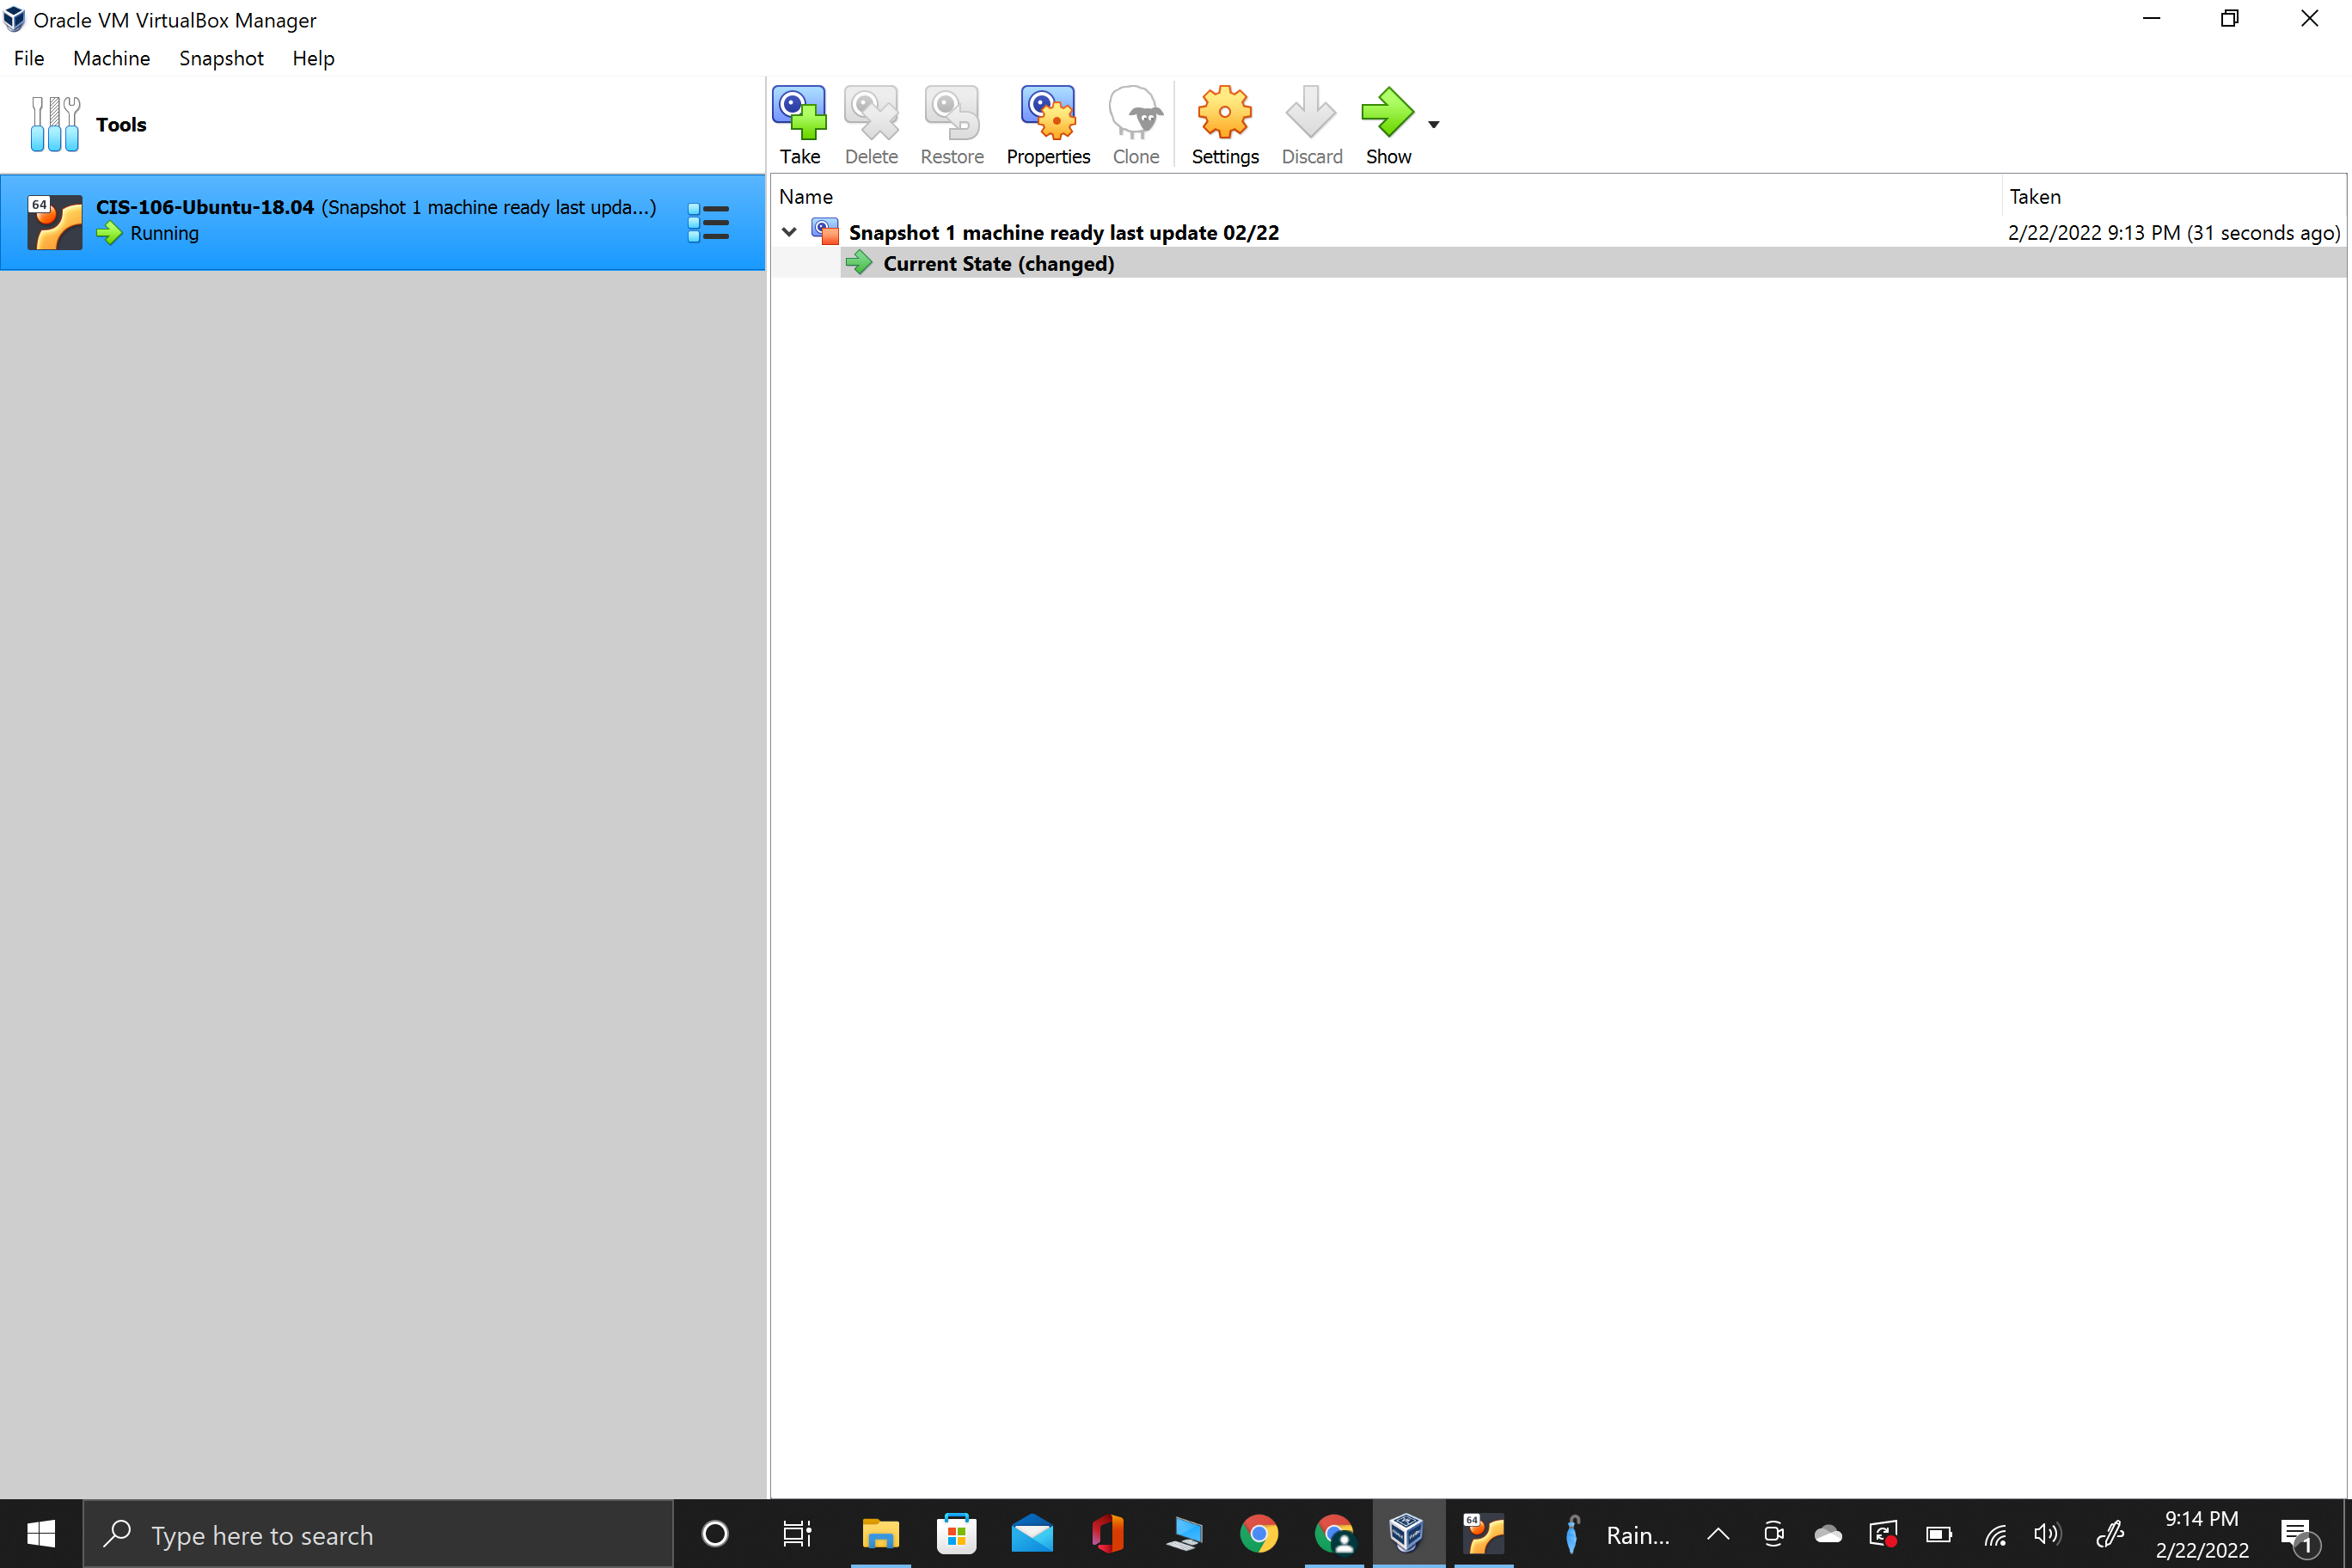 Oracle VM VirtualBox Manager
File Machine Snapshot Help
Tools
Take Delete Restore Properties Clone Settings Discard Show
64
CIS-106-Ubuntu-18.04 (Snapshot 1 machine ready last upda...)
Running
Name Taken
Snapshot 1 machine ready last update 02/22 2/22/2022 9:13 PM (31 seconds ago)
Current State (changed)
Type here to search
64
Rain...
9:14 PM
2/22/2022
1